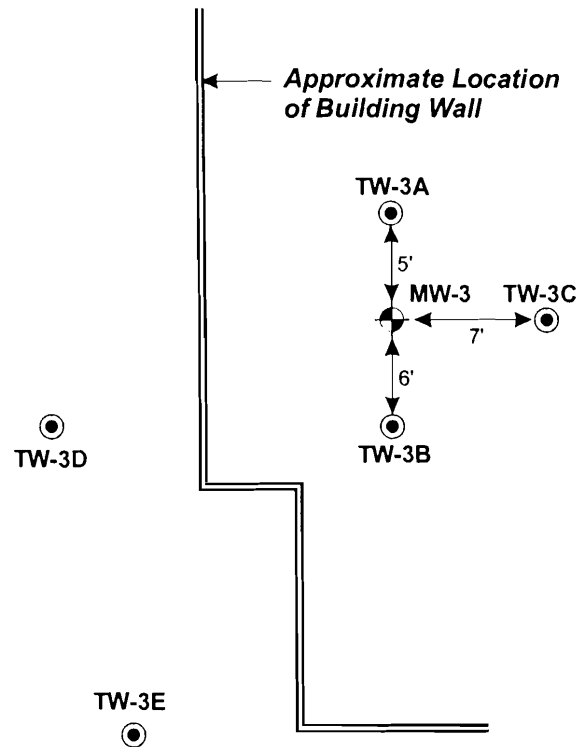 Approximate Location
of Building Wall
TW-3A
5'
MW-3
TW-3C
7'
6'
TW-3B
TW-3D
TW-3E